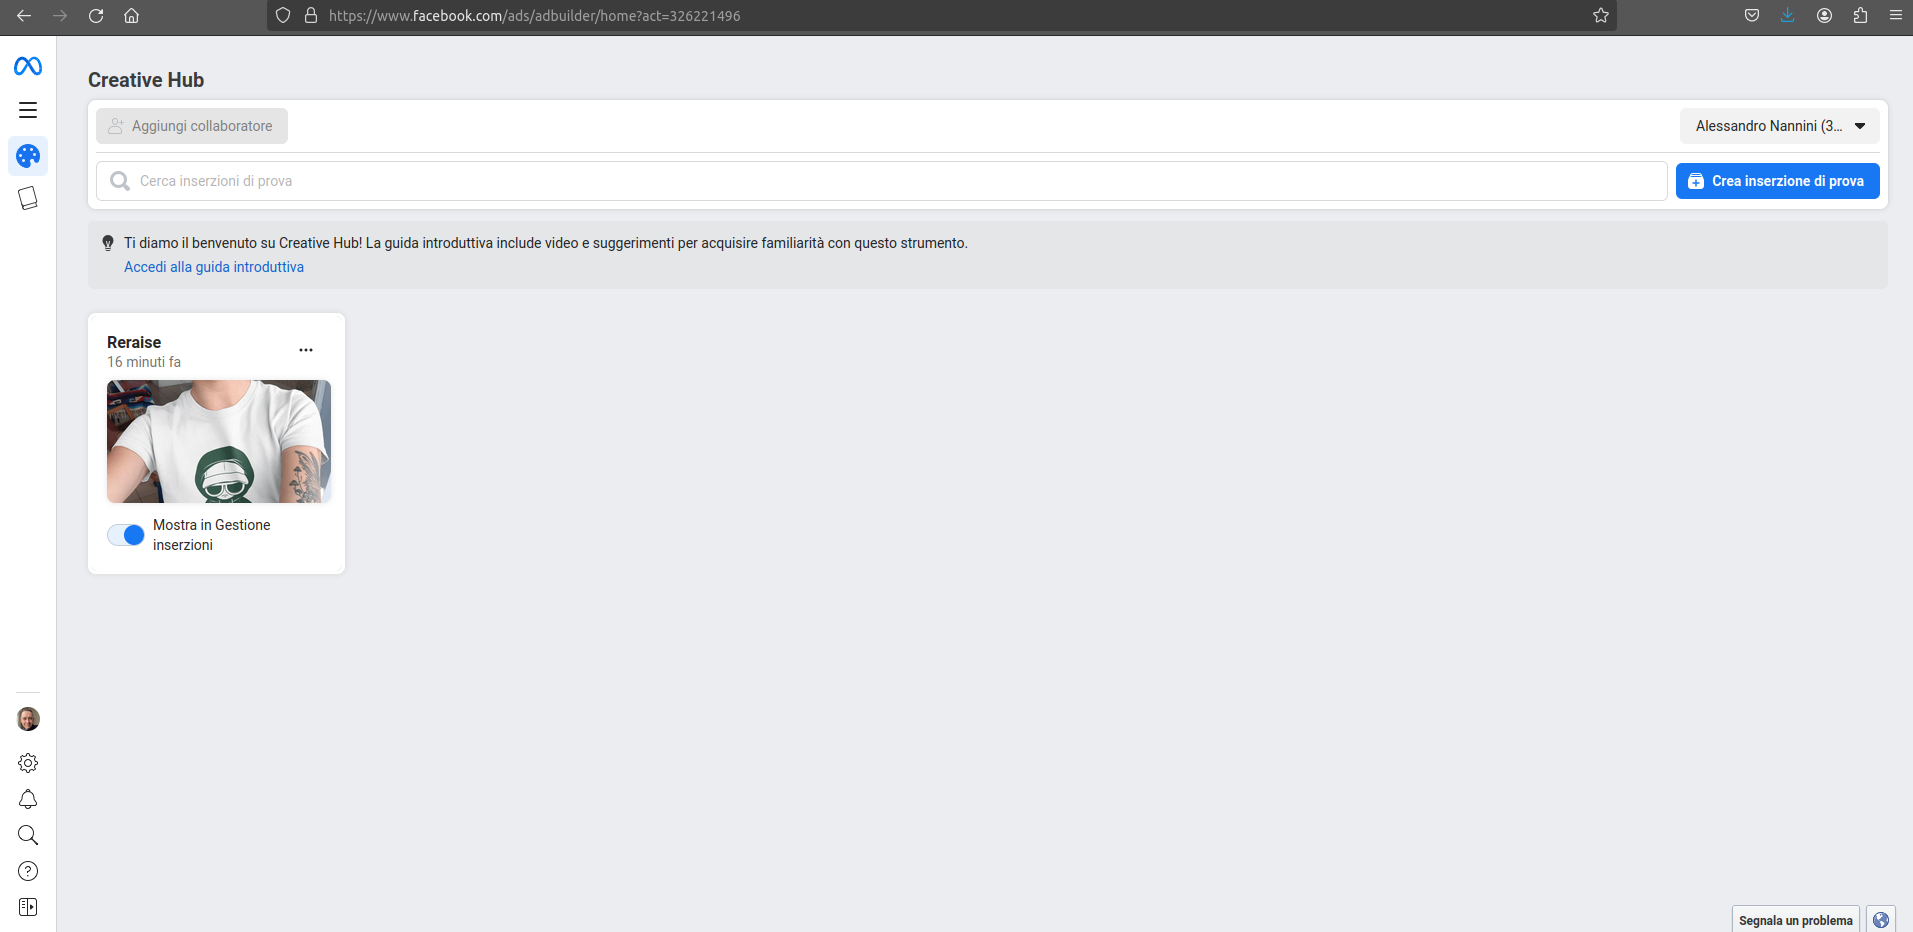 https://www.facebook.com/ads/adbuilder/home?act=326221496
Creative Hub
Aggiungi collaboratore
Alessandro Nannini (3...
Cerca inserzioni di prova
Crea inserzione di prova
Ti diamo il benvenuto su Creative Hub! La guida introduttiva include video e suggerimenti per acquisire familiarità con questo strumento.
Accedi alla guida introduttiva
Reraise
16 minuti fa
Mostra in Gestione
inserzioni
Segnala un problema